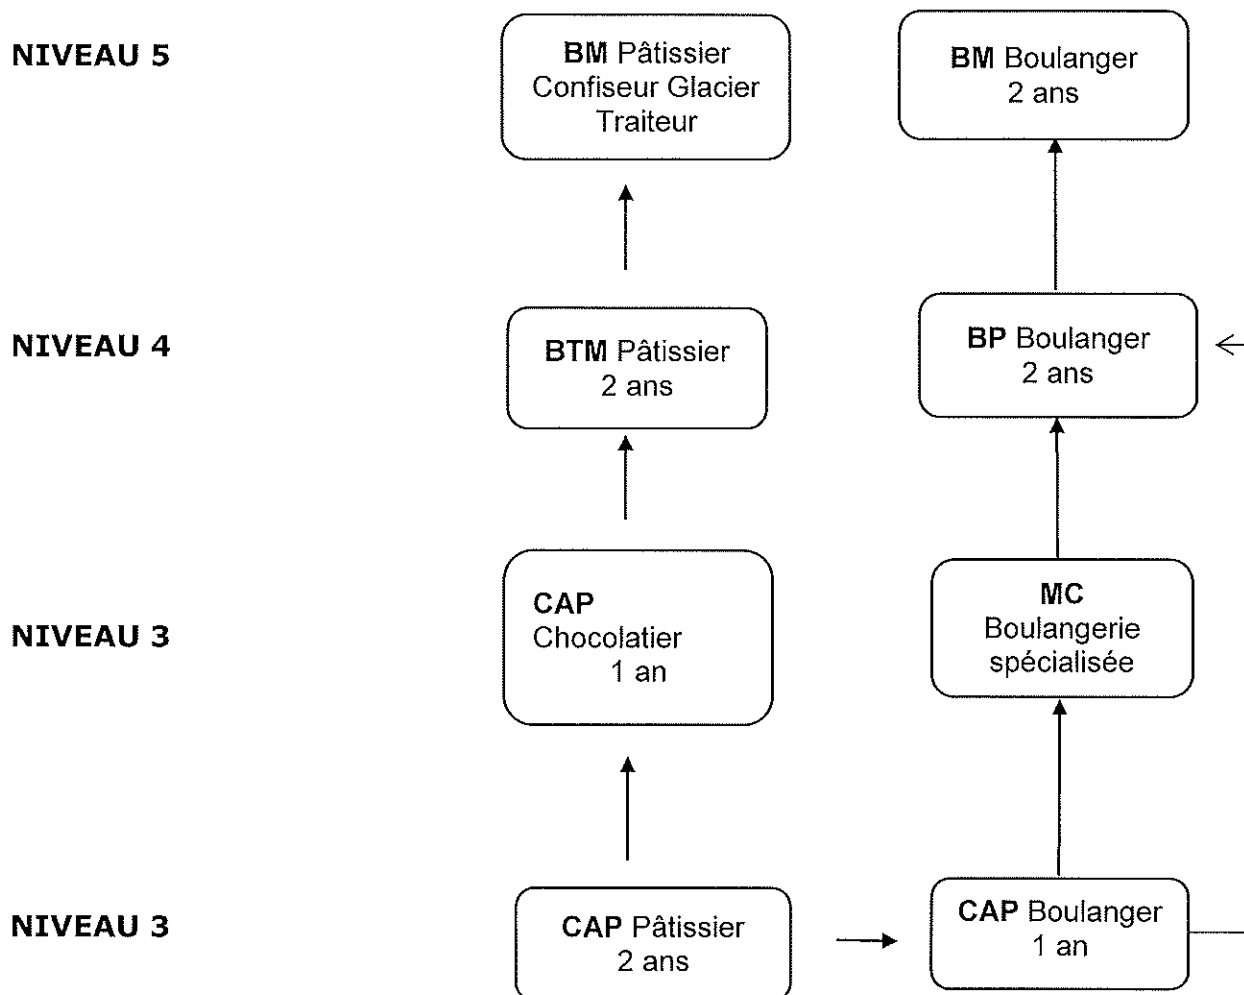 NIVEAU 5
BM Pâtissier
Confiseur Glacier
Traiteur
BM Boulanger
2 ans
NIVEAU 4
BTM Pâtissier
2 ans
BP Boulanger
2 ans
NIVEAU 3
CAP
Chocolatier
1 an
MC
Boulangerie
spécialisée
NIVEAU 3
CAP Pâtissier
2 ans
CAP Boulanger
1 an